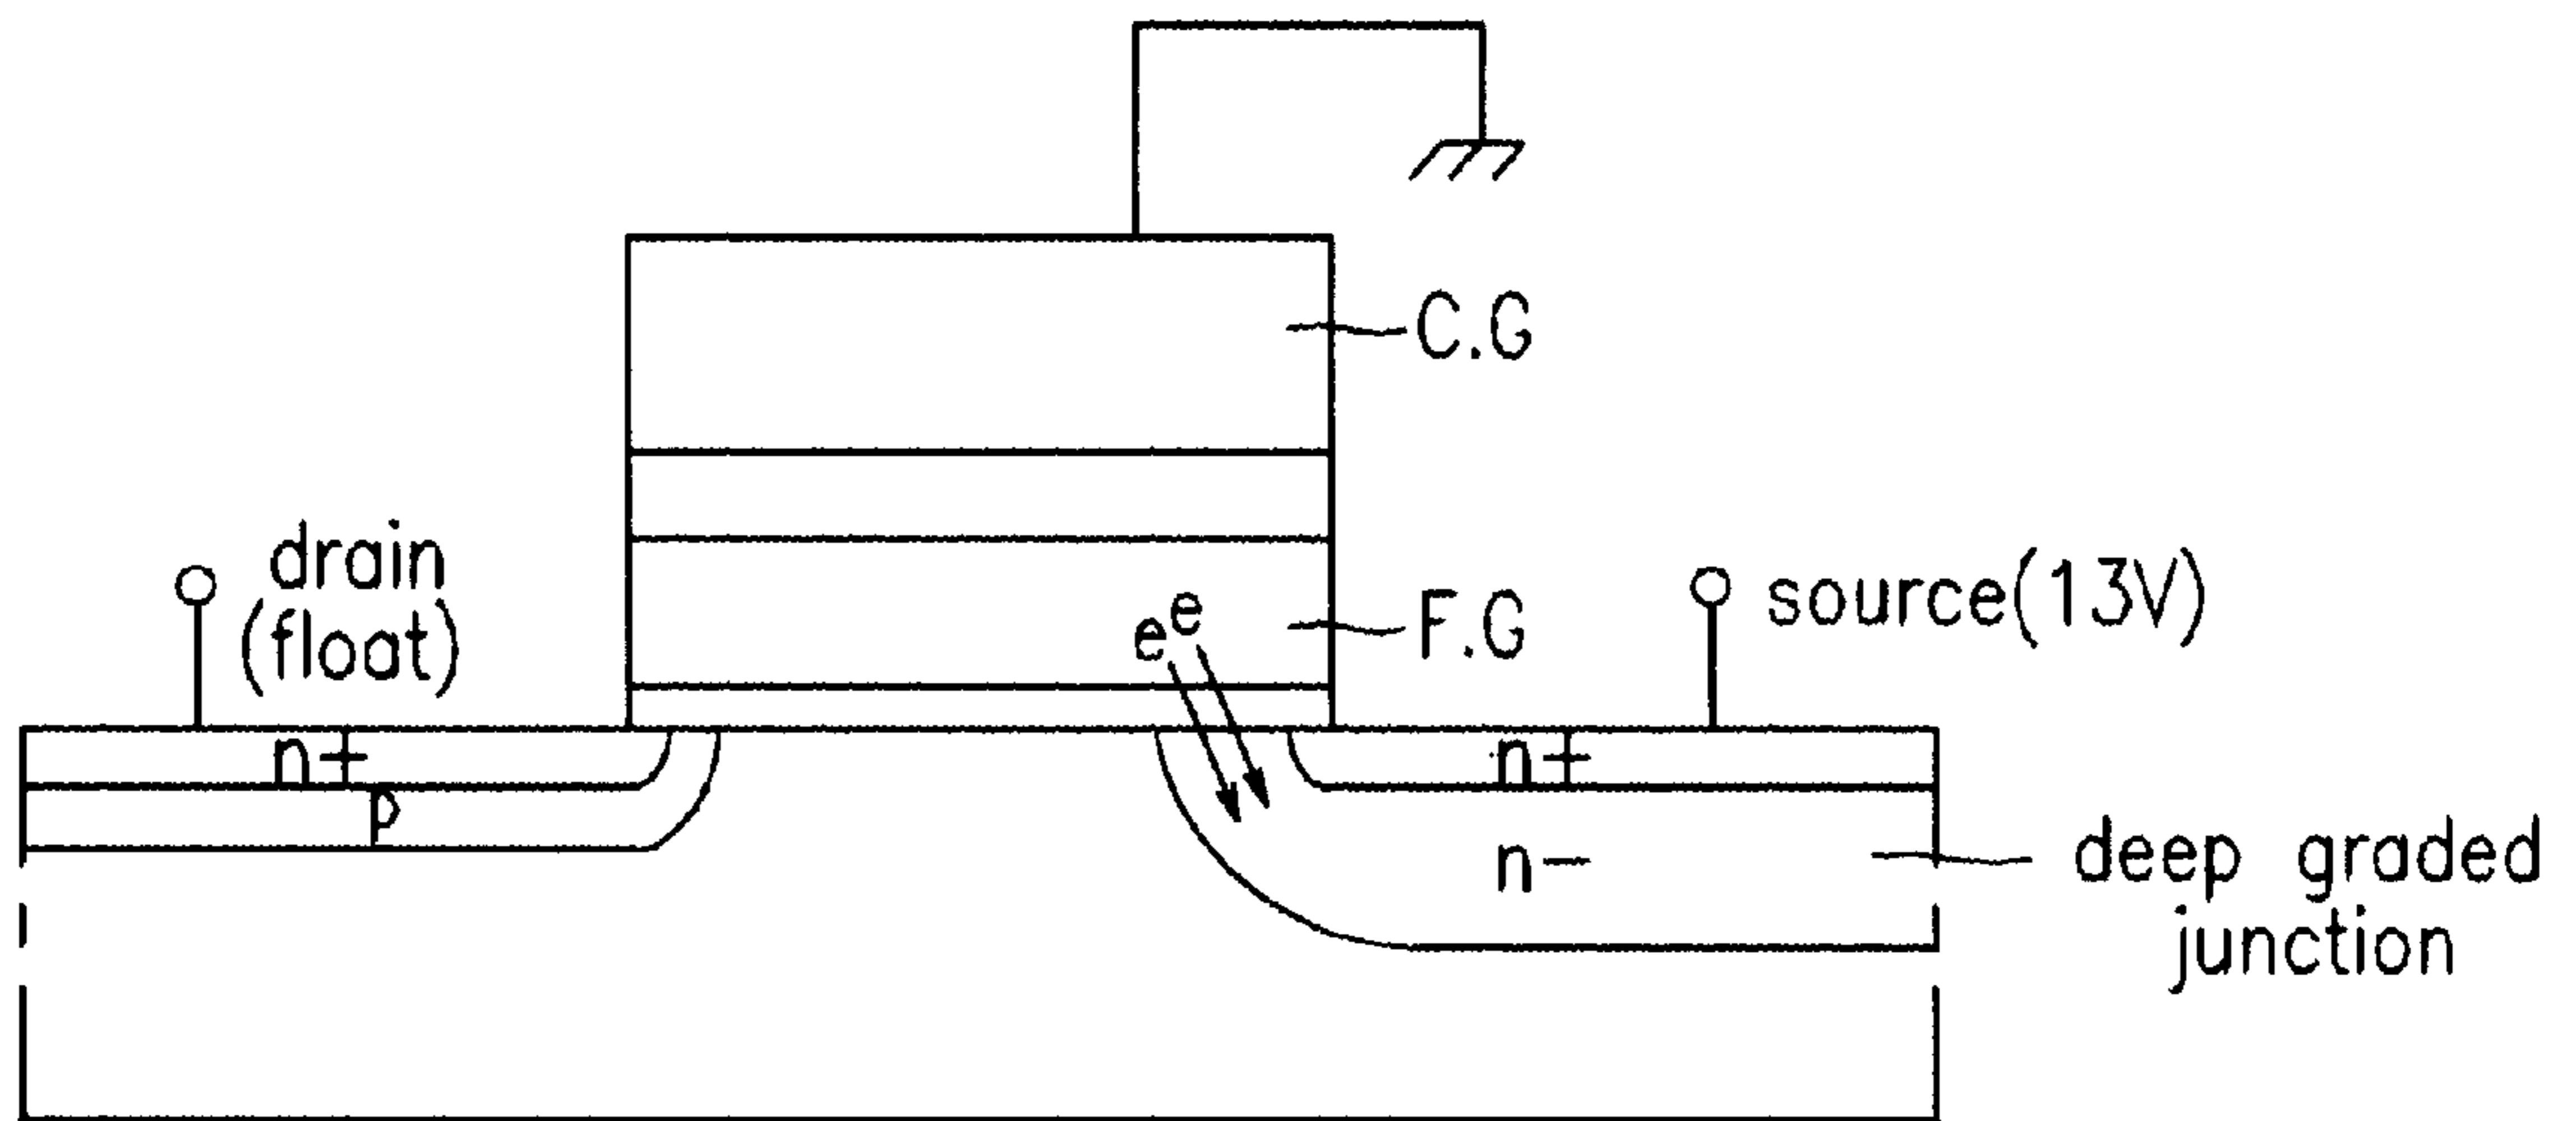 C.G
drain
(float)
e e
F.G
source(13V)
n+
n+
p
n-
deep graded
junction